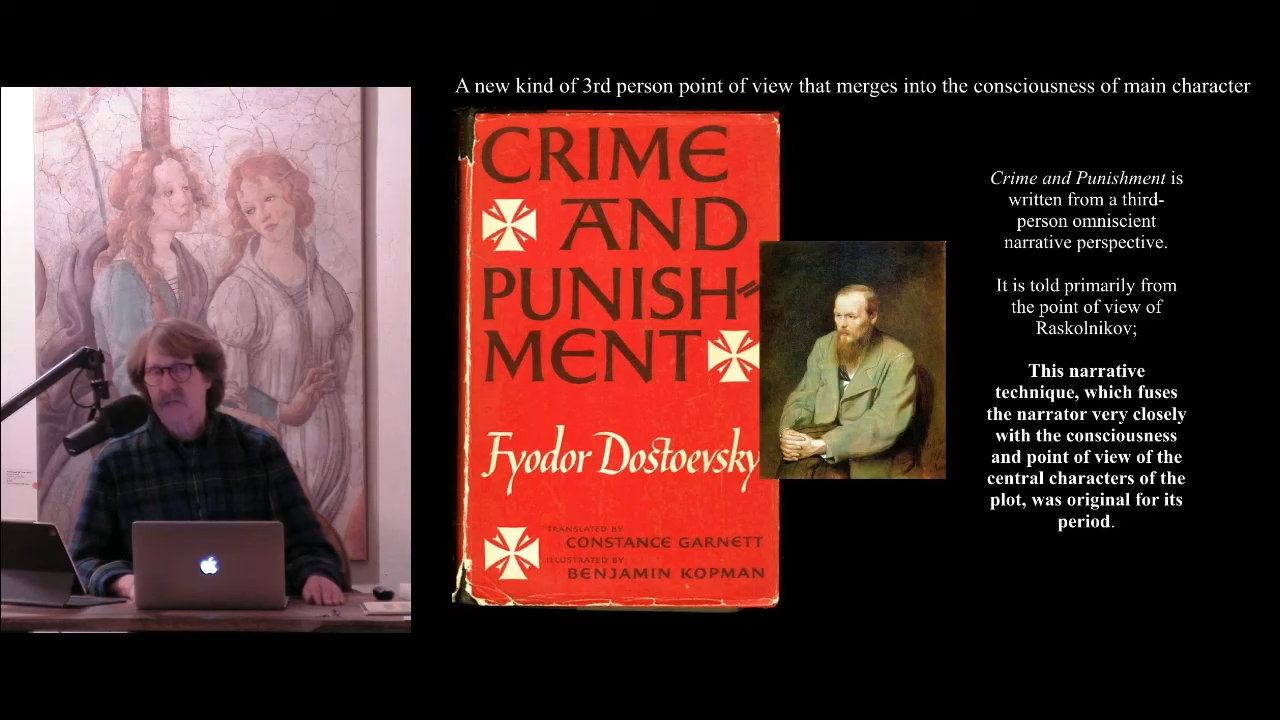 A new kind of 3rd person point of view that merges into the consciousness of main character
CRIME
AND
PUNISH-
MENT
Fyodor Dostoevsky
TRANSLATED BY
CONSTANCE GARNETT
ILLUSTRATED BY
BENJAMIN KOPMAN
Crime and Punishment is
written from a third-
person omniscient
narrative perspective.
It is told primarily from
the point of view of
Raskolnikov;
This narrative
technique, which fuses
the narrator very closely
with the consciousness
and point of view of the
central characters of the
plot, was original for its
period.